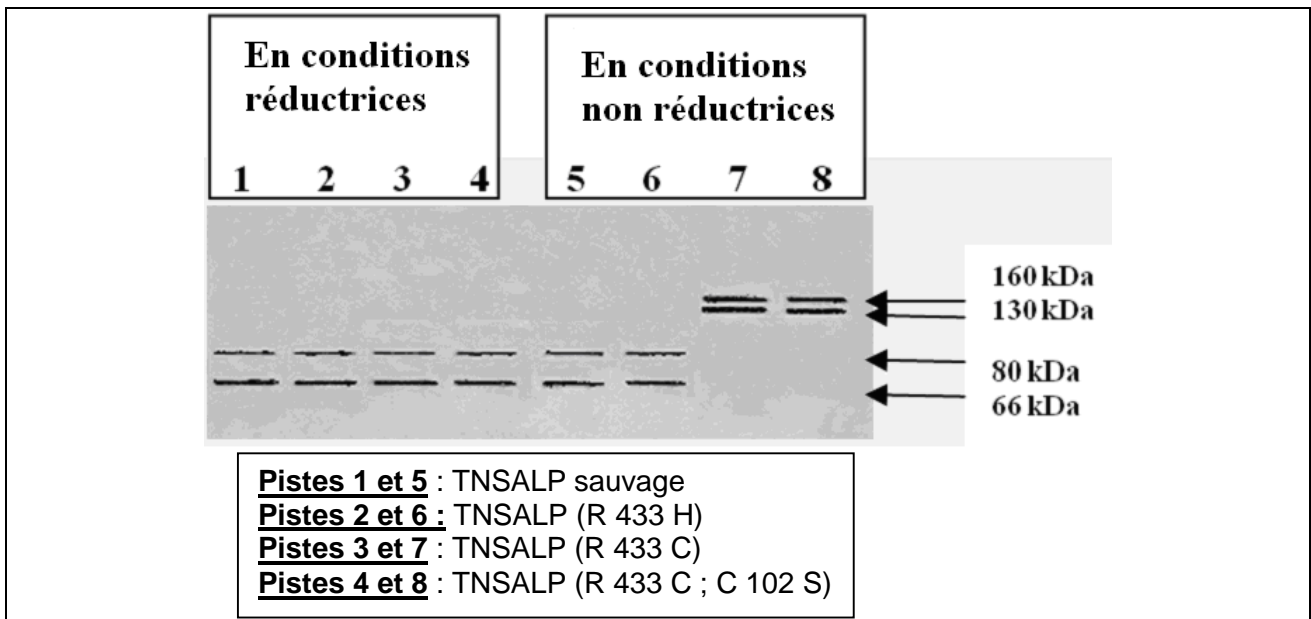 En conditions
réductrices
1 2 3 4
En conditions
non réductrices
5 6 7 8
160 kDa
130 kDa
80 kDa
66 kDa
Pistes 1 et 5 : TNSALP sauvage
Pistes 2 et 6 : TNSALP (R 433 H)
Pistes 3 et 7 : TNSALP (R 433 C)
Pistes 4 et 8 : TNSALP (R 433 C ; C 102 S)